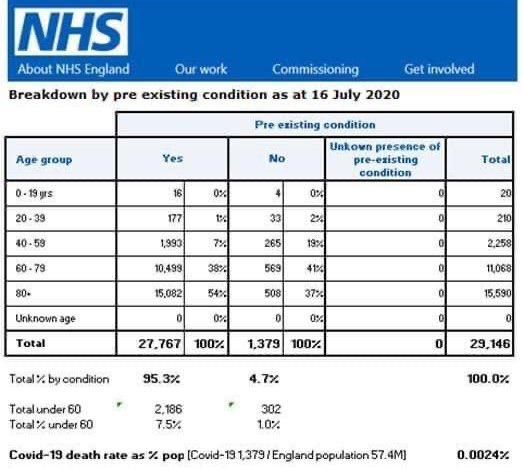 NHS
About NHS England Our work Commissioning Get involved
Breakdown by pre existing condition as at 16 July 2020
Pre existing condition
Age group Yes No Unkown presence of pre-existing condition Total
0 - 19 yrs 16 0% 4 0% 0 20
20 - 39 177 1% 33 2% 0 210
40 - 59 1,993 7% 265 19% 0 2,258
60 - 79 10,499 38% 569 41% 0 11,068
80+ 15,082 54% 508 37% 0 15,590
Unknown age 0 0% 0 0% 0 0
Total 27,767 100% 1,379 100% 0 29,146
Total % by condition 95.3% 4.7% 100.0%
Total under 60 2,186 302
Total % under 60 7.5% 1.0%
Covid-19 death rate as % pop [Covid-19 1,379 / England population 57.4M] 0.0024%